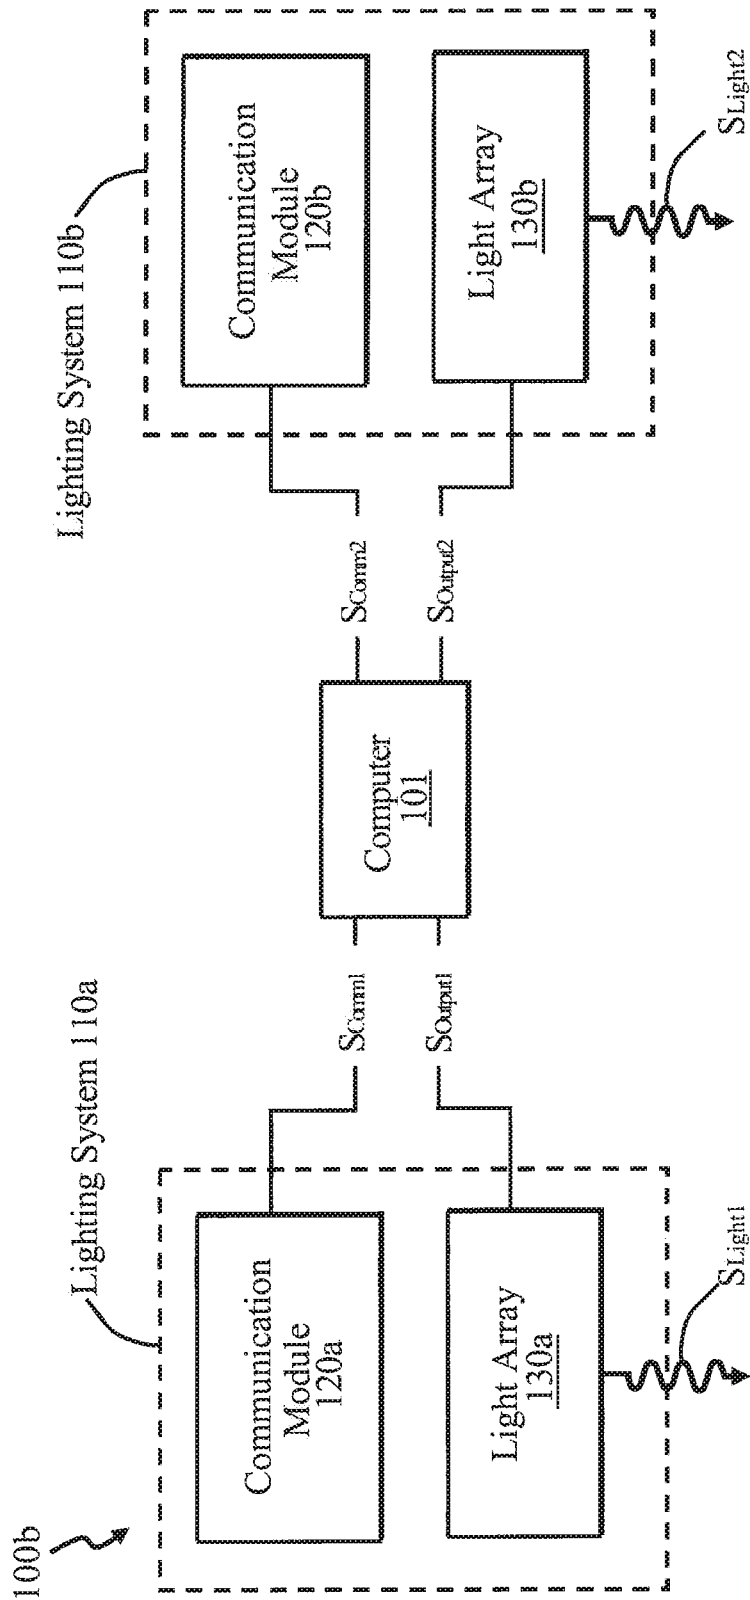 100b
Lighting System 110a
Communication
Module
120a
Light Array
130a
SLight1
SComm1
SOutput1
Computer
101
SComm2
SOutput2
Lighting System 110b
Communication
Module
120b
Light Array
130b
SLight2